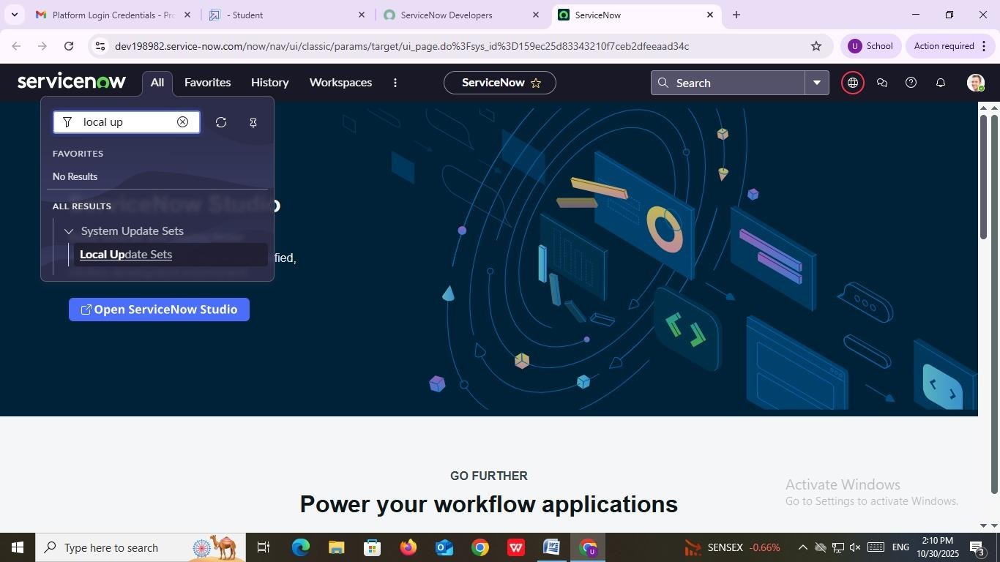 Platform Login Credentials - Pro
- Student
ServiceNow Developers
ServiceNow
dev198982.service-now.com/now/nav/ui/classic/params/target/ui_page.do%3Fsys_id%3D159ec25d83343210f7ceb2dfeeaad34c
U School
Action required
servicenow
All
Favorites
History
Workspaces
ServiceNow
Search
local up
FAVORITES
No Results
ALL RESULTS
System Update Sets
Local Update Sets
fied,
Open ServiceNow Studio
GO FURTHER
Power your workflow applications
Activate Windows
Go to Settings to activate Windows.
Type here to search
SENSEX -0.66%
ENG
2:10 PM
10/30/2025
3